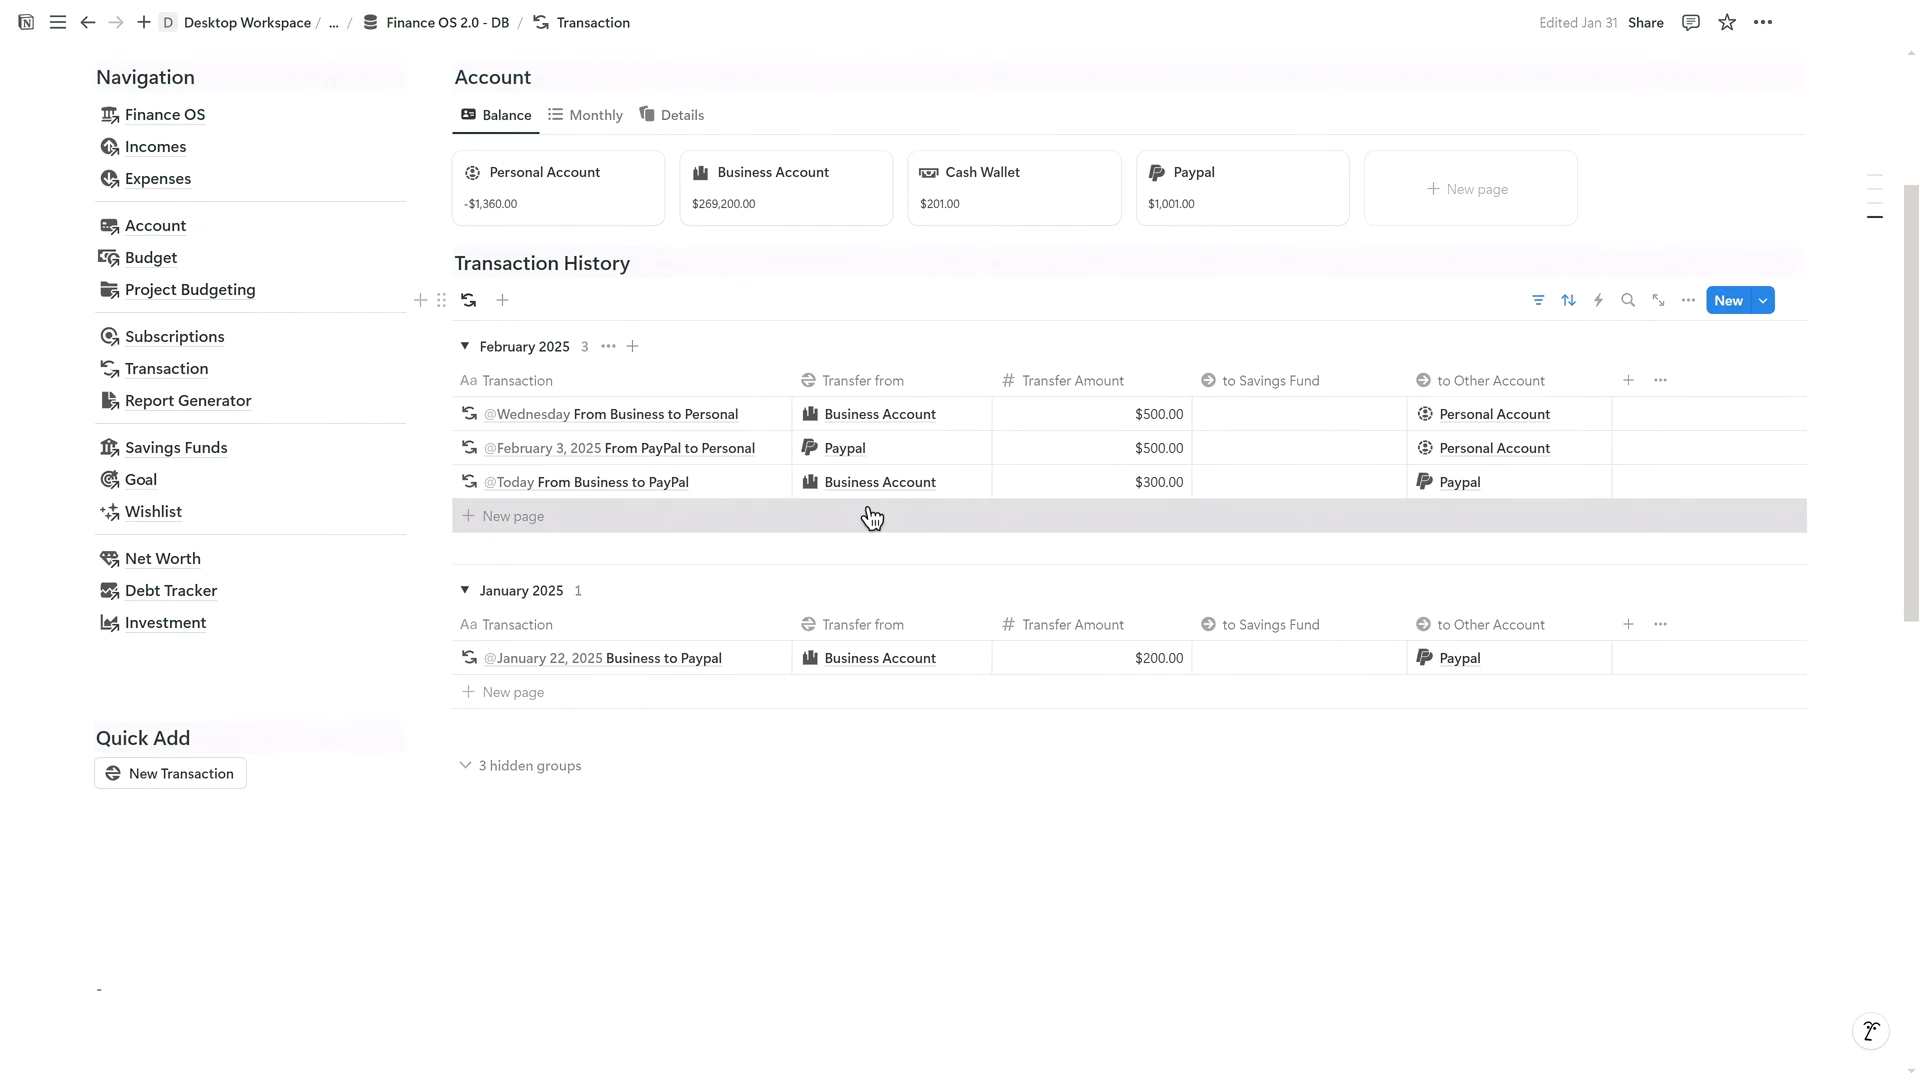 D Desktop Workspace / ... / Finance OS 2.0 - DB / Transaction Edited Jan 31 Share
Navigation
Finance OS
Incomes
Expenses
Account
Budget
Project Budgeting
Subscriptions
Transaction
Report Generator
Savings Funds
Goal
Wishlist
Net Worth
Debt Tracker
Investment
Quick Add
New Transaction
-
Account
Balance Monthly Details
Personal Account
-$1,360.00
Business Account
$269,200.00
Cash Wallet
$201.00
Paypal
$1,001.00
New page
Transaction History
New
February 2025 3
Aa Transaction Transfer from # Transfer Amount to Savings Fund to Other Account
@Wednesday From Business to Personal Business Account $500.00 Personal Account
@February 3, 2025 From PayPal to Personal Paypal $500.00 Personal Account
@Today From Business to PayPal Business Account $300.00 Paypal
New page
January 2025 1
Aa Transaction Transfer from # Transfer Amount to Savings Fund to Other Account
@January 22, 2025 Business to Paypal Business Account $200.00 Paypal
New page
3 hidden groups